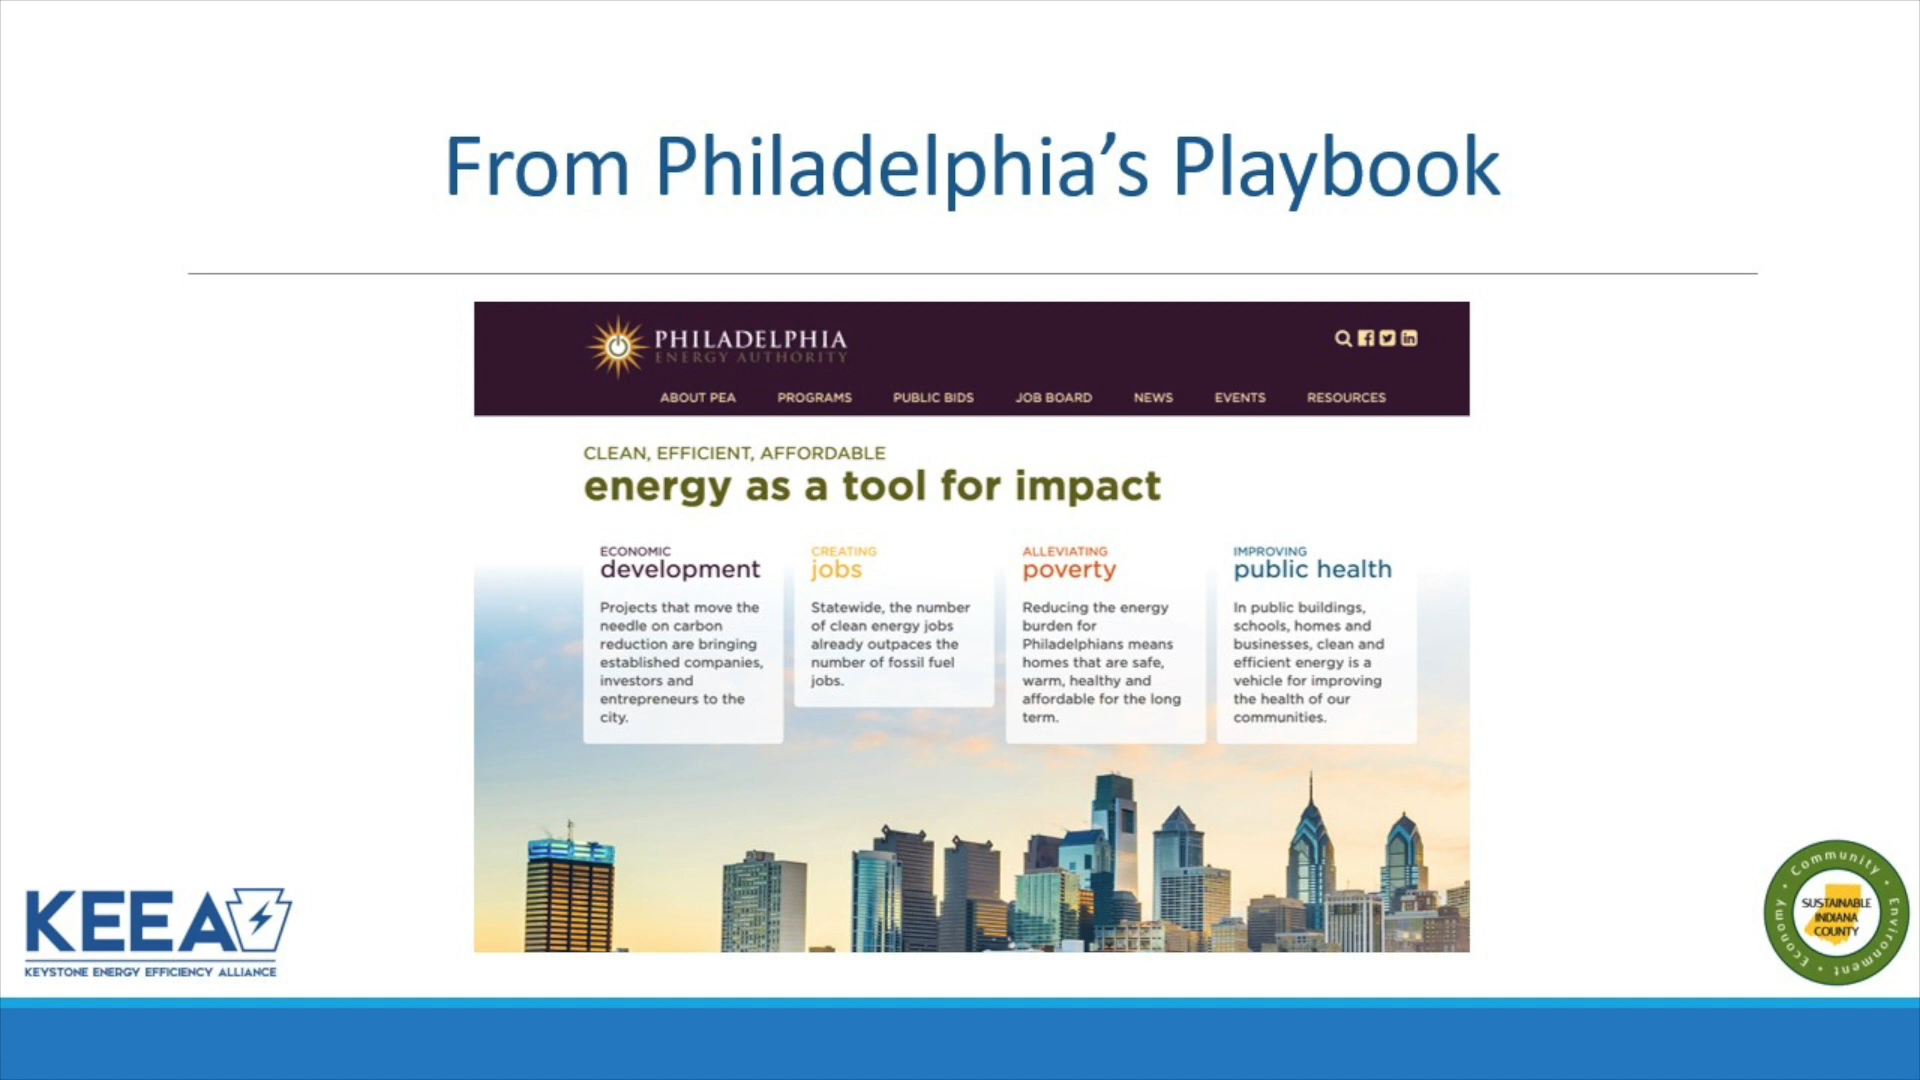 From Philadelphia’s Playbook
PHILADELPHIA
ENERGY AUTHORITY
ABOUT PEA PROGRAMS PUBLIC BIDS JOB BOARD NEWS EVENTS RESOURCES
CLEAN, EFFICIENT, AFFORDABLE
energy as a tool for impact
ECONOMIC
development
Projects that move the
needle on carbon
reduction are bringing
established companies,
investors and
entrepreneurs to the
city.
CREATING
jobs
Statewide, the number
of clean energy jobs
already outpaces the
number of fossil fuel
jobs.
ALLEVIATING
poverty
Reducing the energy
burden for
Philadelphians means
homes that are safe,
warm, healthy and
affordable for the long
term.
IMPROVING
public health
In public buildings,
schools, homes and
businesses, clean and
efficient energy is a
vehicle for improving
the health of our
communities.
KEEA
KEYSTONE ENERGY EFFICIENCY ALLIANCE
Community • Environment • Economy •
SUSTAINABLE
INDIANA
COUNTY